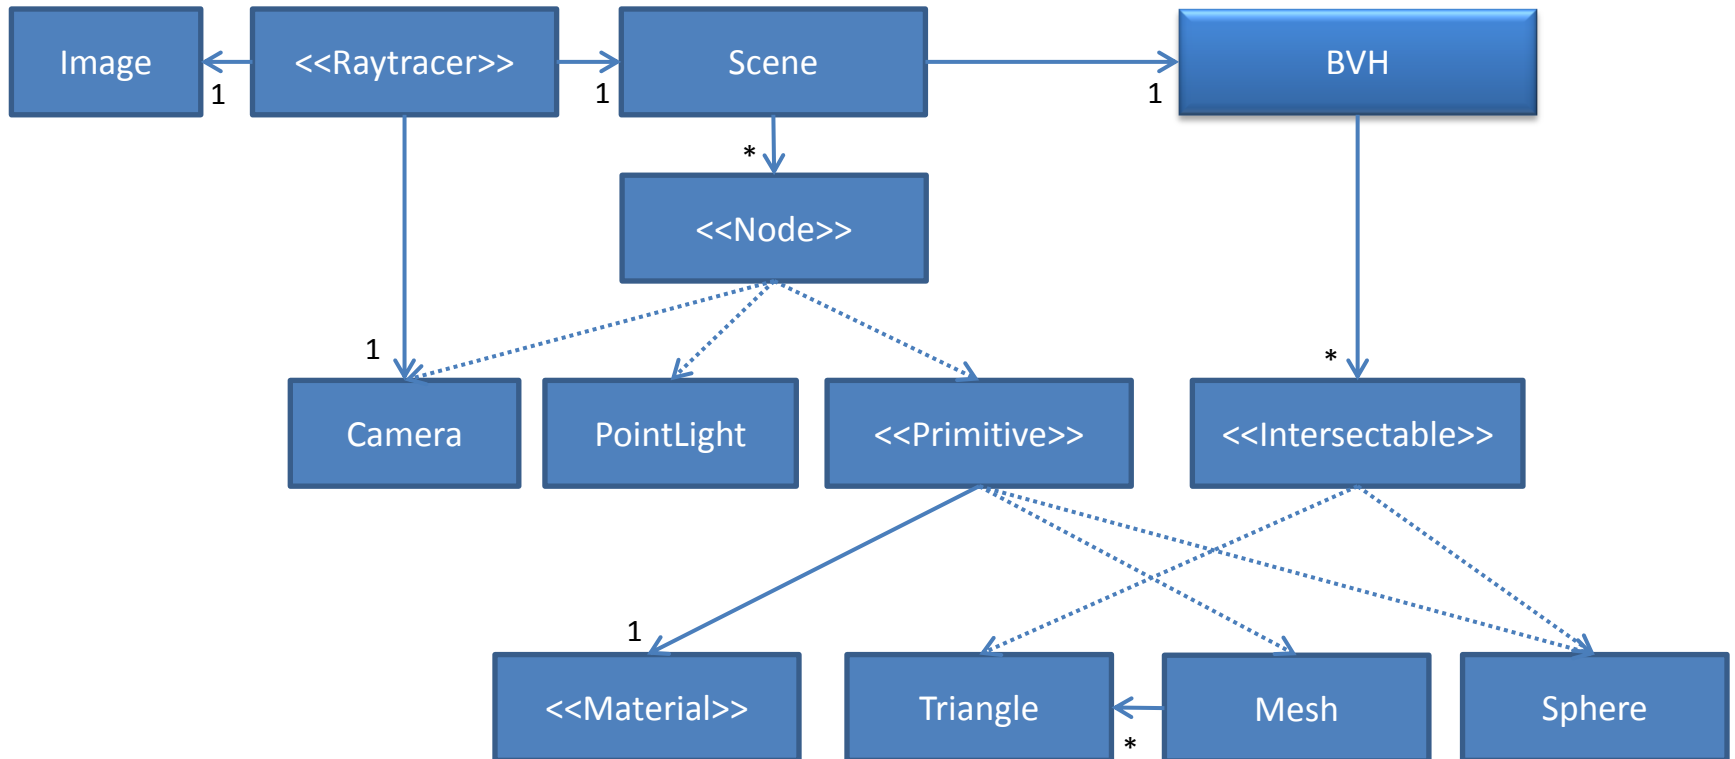 Image
<<Raytracer>>
Scene
BVH
1
1
1
*
<<Node>>
1
*
Camera
PointLight
<<Primitive>>
<<Intersectable>>
1
<<Material>>
Triangle
Mesh
Sphere
*